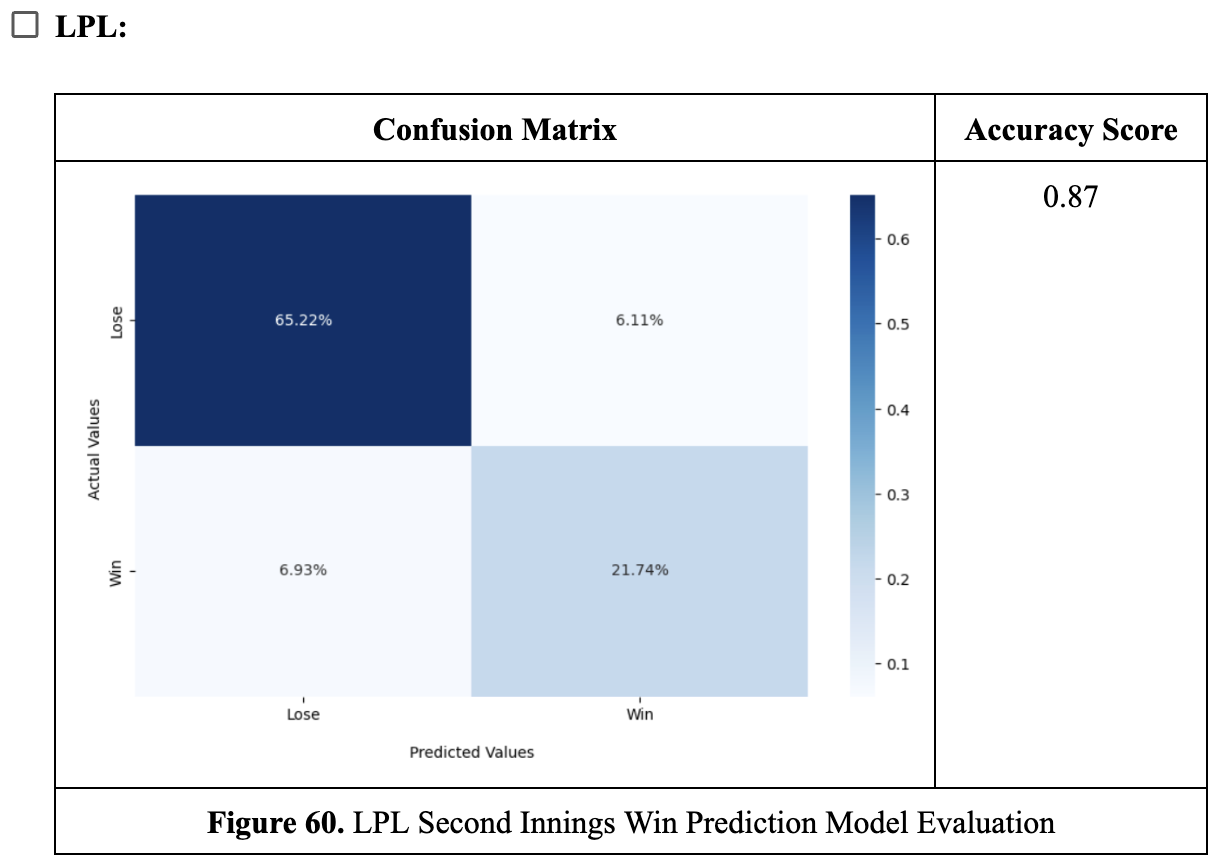 LPL:
Confusion Matrix
Accuracy Score
0.87
65.22%
6.11%
6.93%
21.74%
Lose
Win
Actual Values
Lose
Win
Predicted Values
0.6
0.5
0.4
0.3
0.2
0.1
Figure 60. LPL Second Innings Win Prediction Model Evaluation